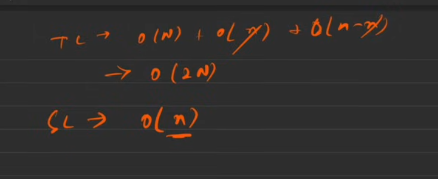 TC → O(N) + O(x) + O(n-x)
→ O(2N)
SC → O(n)